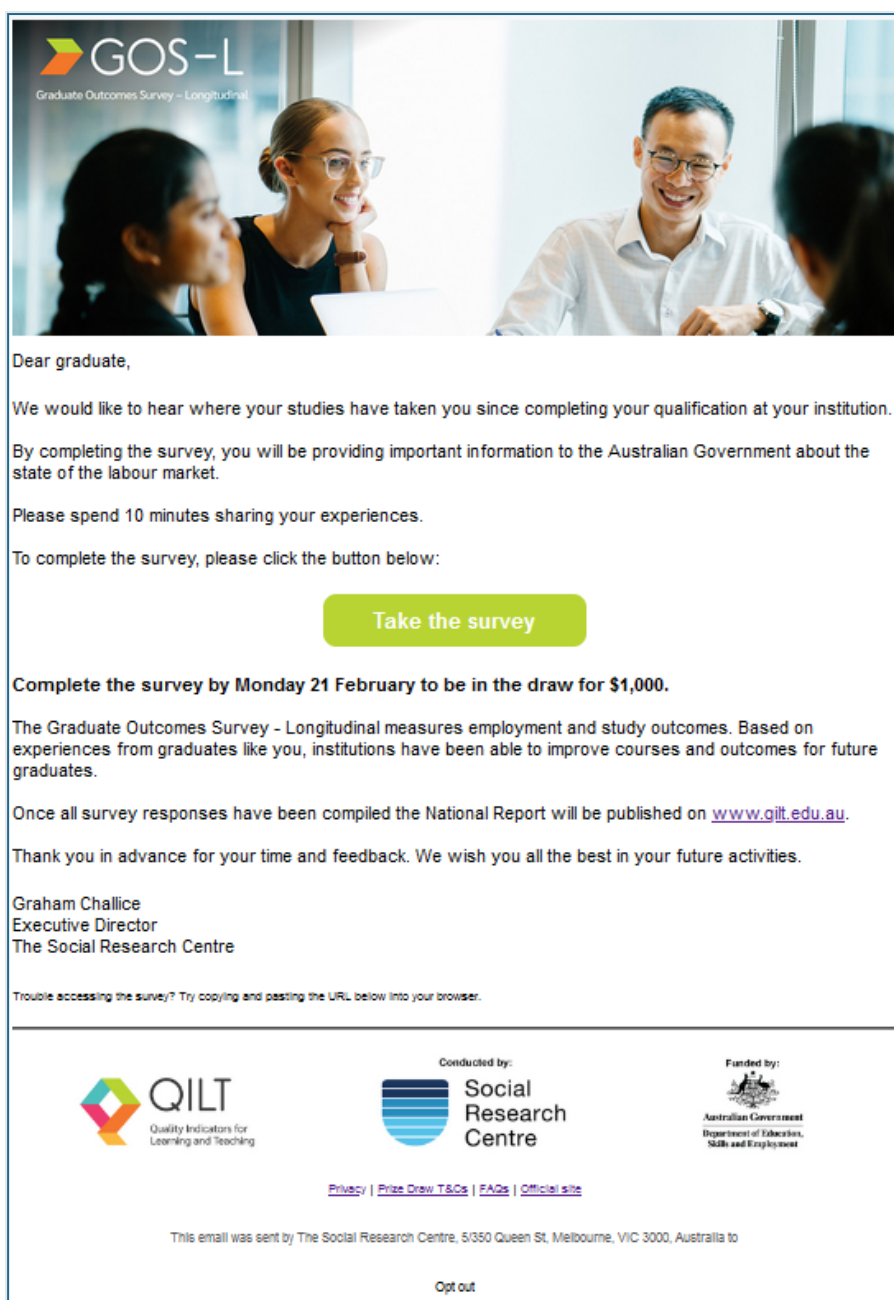 GOS-L
Graduate Outcomes Survey – Longitudinal
Dear graduate,
We would like to hear where your studies have taken you since completing your qualification at your institution.
By completing the survey, you will be providing important information to the Australian Government about the
state of the labour market.
Please spend 10 minutes sharing your experiences.
To complete the survey, please click the button below:
Take the survey
Complete the survey by Monday 21 February to be in the draw for $1,000.
The Graduate Outcomes Survey - Longitudinal measures employment and study outcomes. Based on
experiences from graduates like you, institutions have been able to improve courses and outcomes for future
graduates.
Once all survey responses have been compiled the National Report will be published on www.qilt.edu.au.
Thank you in advance for your time and feedback. We wish you all the best in your future activities.
Graham Challice
Executive Director
The Social Research Centre
Trouble accessing the survey? Try copying and pasting the URL below into your browser.
QILT
Quality Indicators for
Learning and Teaching
Conducted by:
Social
Research
Centre
Funded by:
Australian Government
Department of Education,
Skills and Employment
Privacy | Prize Draw T&Cs | FAQs | Official site
This email was sent by The Social Research Centre, 5/350 Queen St, Melbourne, VIC 3000, Australia to
Opt out